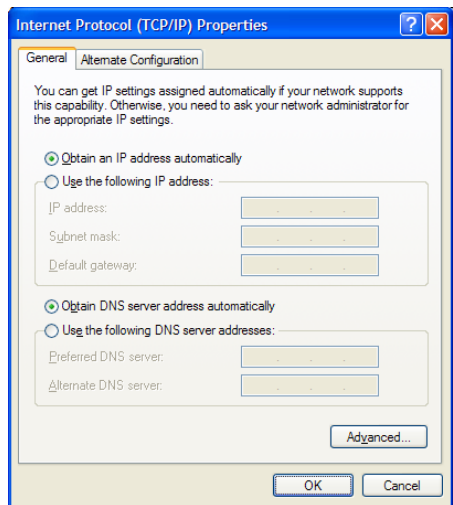 Internet Protocol (TCP/IP) Properties
General
Alternate Configuration
You can get IP settings assigned automatically if your network supports
this capability. Otherwise, you need to ask your network administrator for
the appropriate IP settings.
Obtain an IP address automatically
Use the following IP address:
IP address:
Subnet mask:
Default gateway:
Obtain DNS server address automatically
Use the following DNS server addresses:
Preferred DNS server:
Alternate DNS server:
Advanced...
OK
Cancel